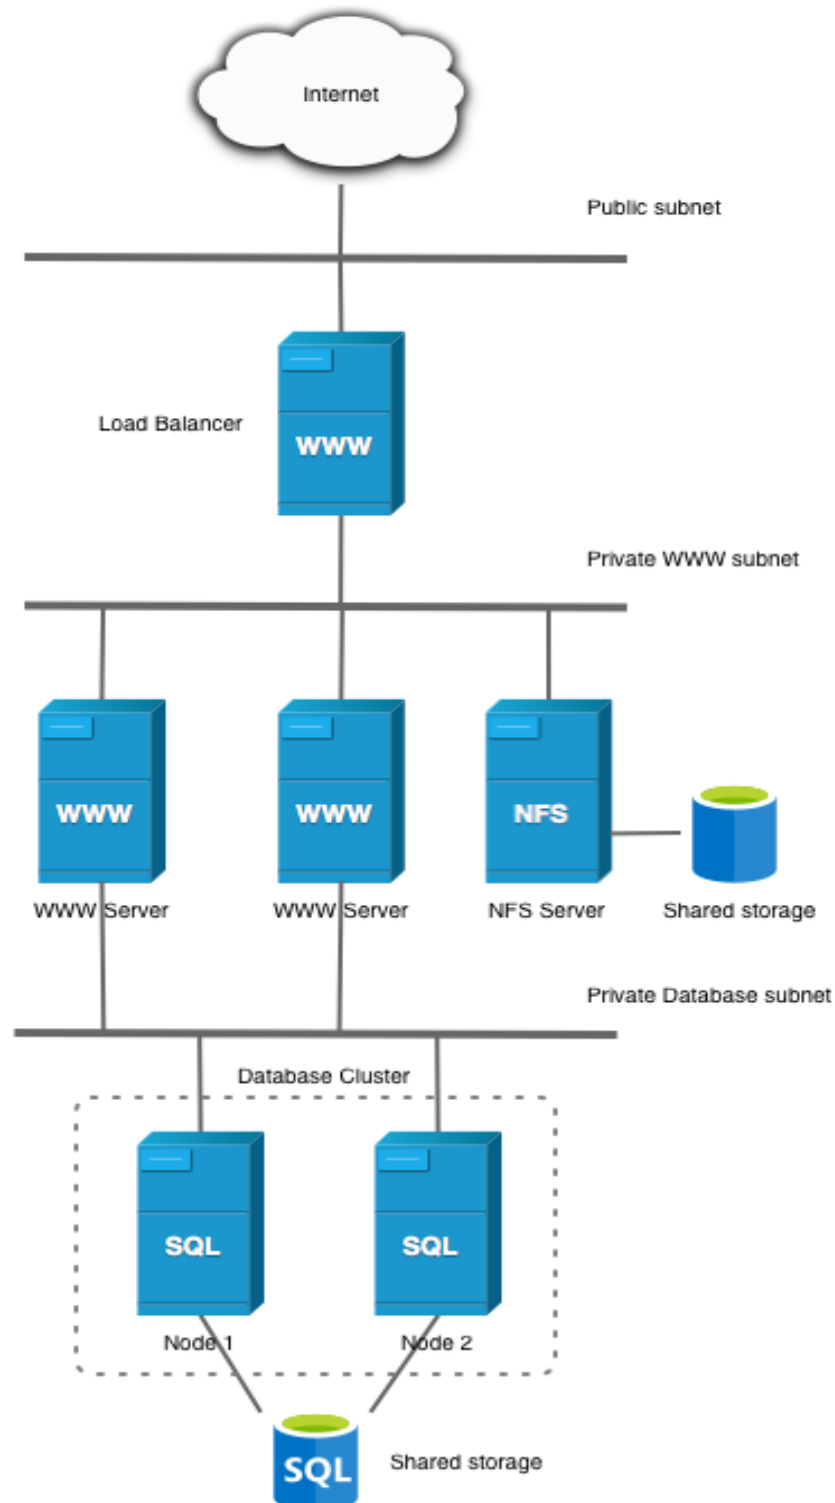 Internet
Public subnet
Load Balancer
WWW
Private WWW subnet
WWW
WWW
NFS
WWW Server
WWW Server
NFS Server
Shared storage
Private Database subnet
Database Cluster
SQL
SQL
Node 1
Node 2
SQL
Shared storage